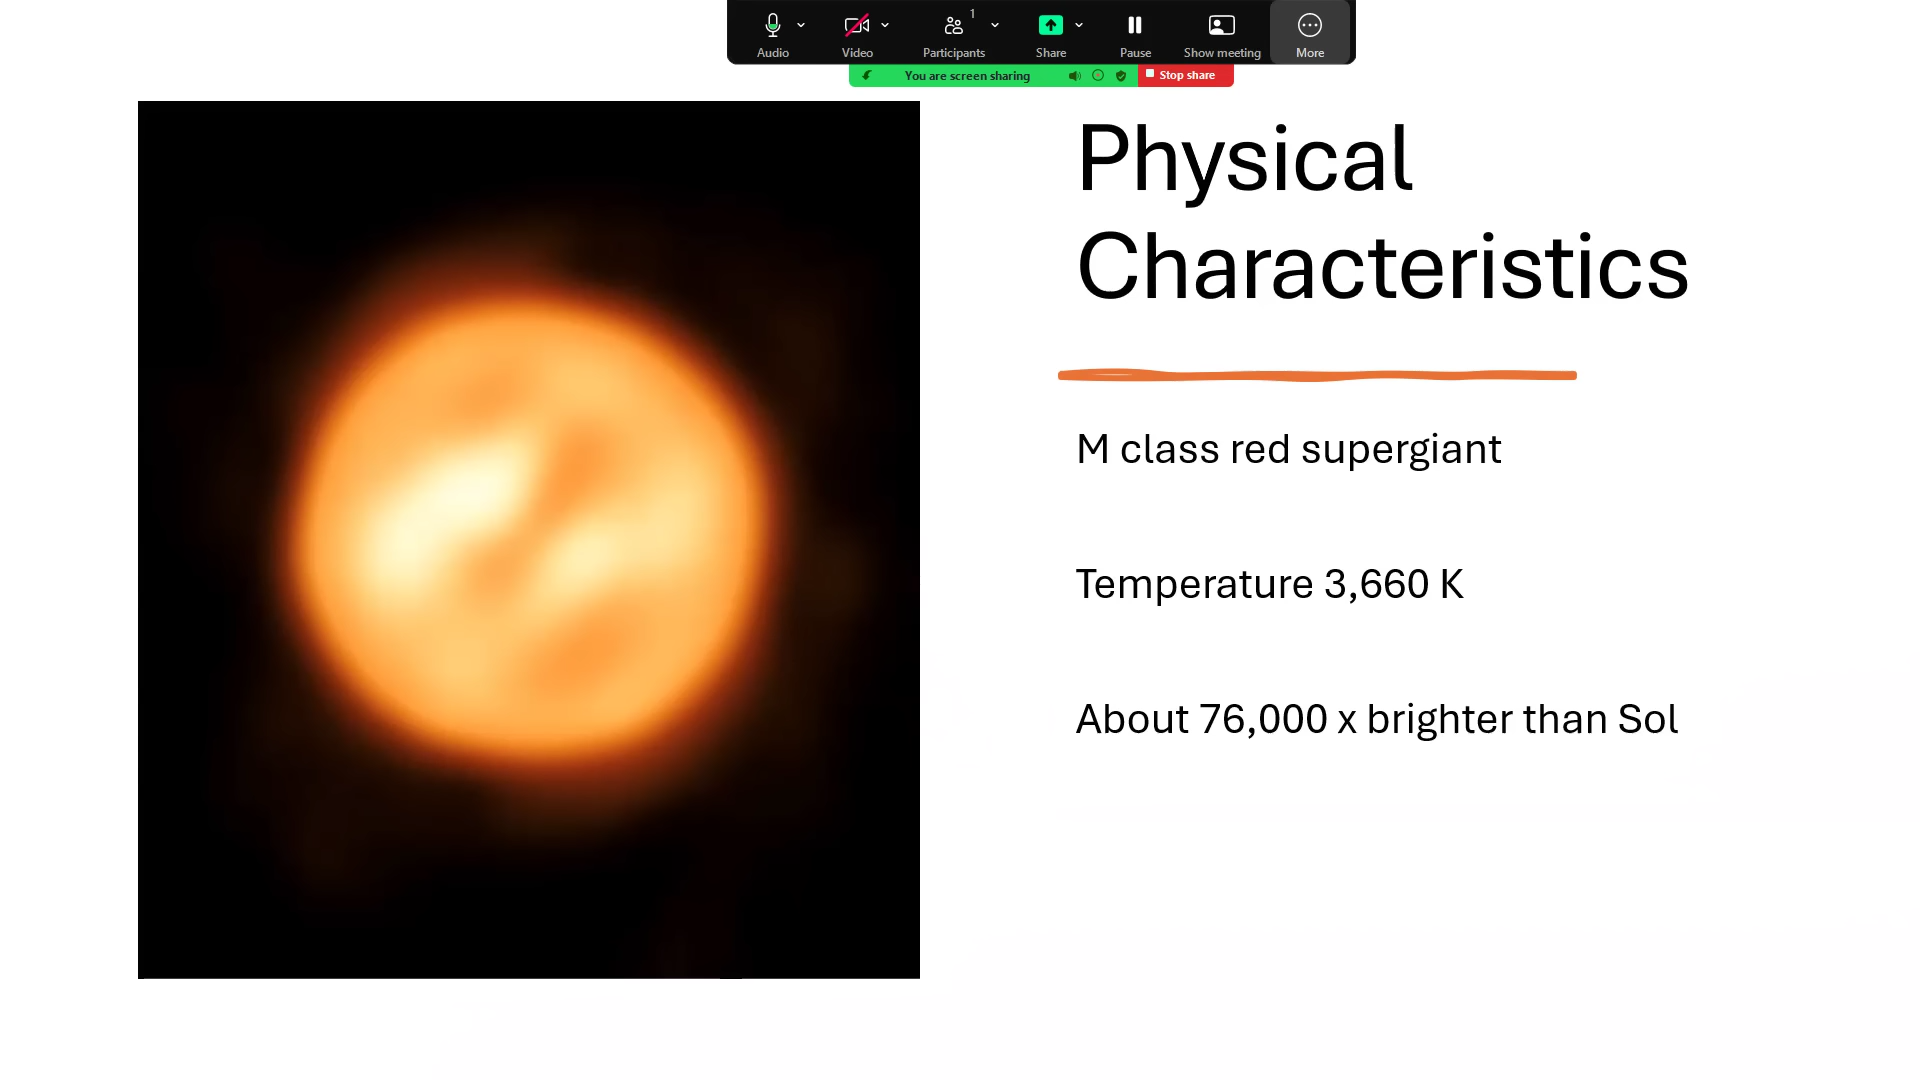 1
Audio
Video
Participants
Share
Pause
Show meeting
More
You are screen sharing
Stop share
Physical
Characteristics
M class red supergiant
Temperature 3,660 K
About 76,000 x brighter than Sol